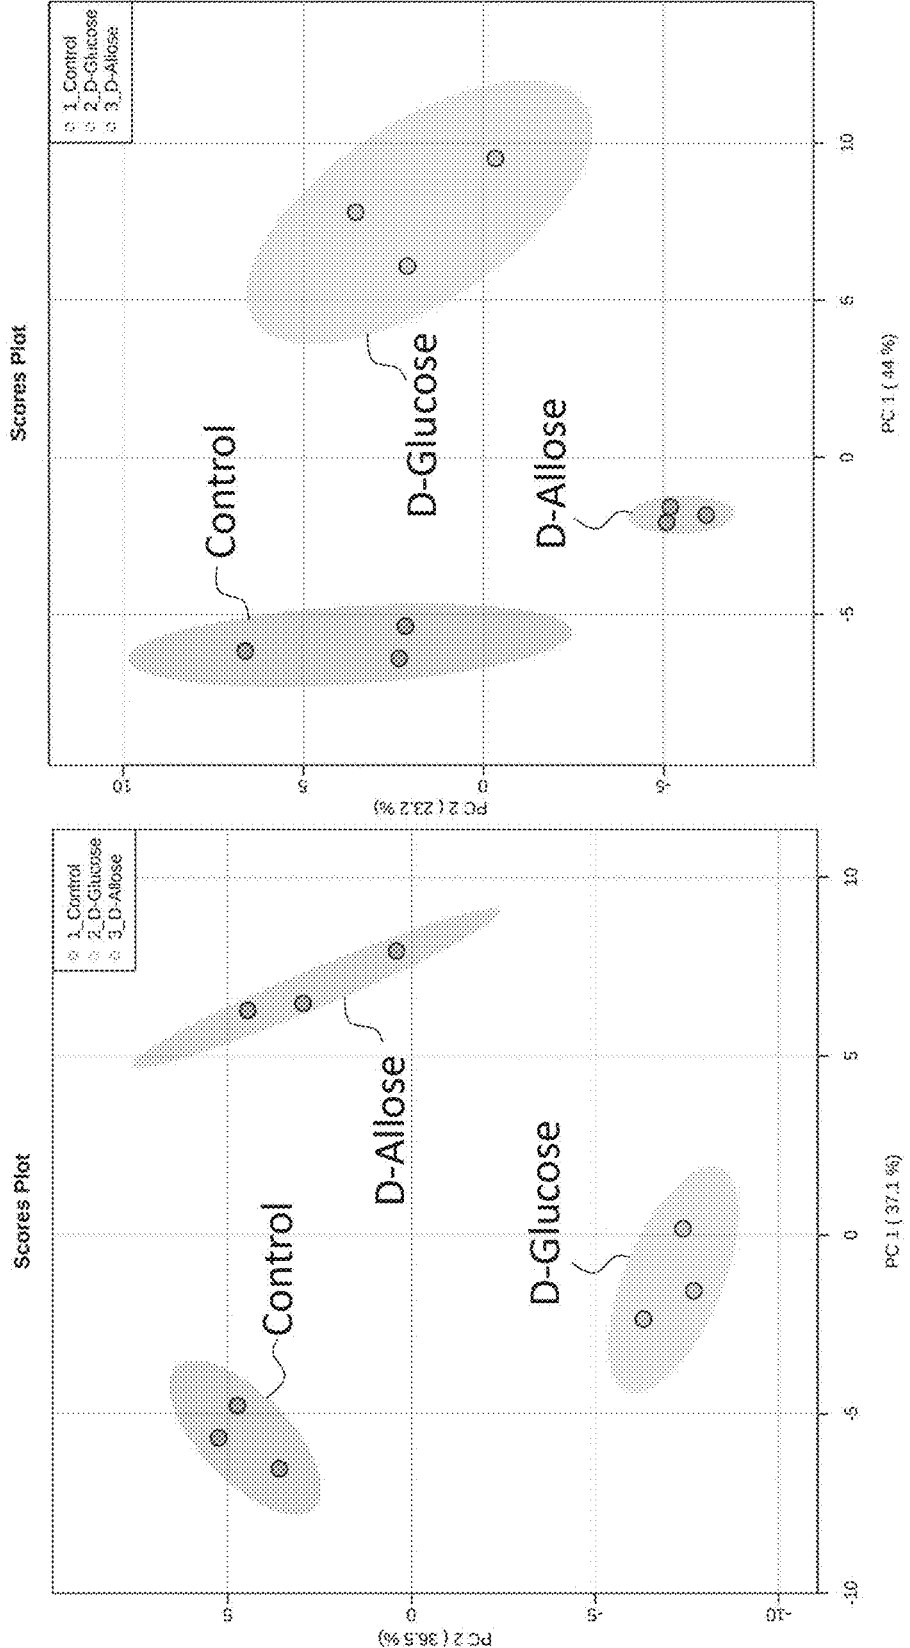 Scores Plot
1_Control
2_D-Glucose
3_D-Allose
Control
D-Allose
D-Glucose
5
0
-5
-10
PC 2 ( 36.5 %)
-10
-5
0
5
10
PC 1 ( 37.1 %)
Scores Plot
1_Control
2_D-Glucose
3_D-Allose
Control
D-Glucose
D-Allose
10
5
0
-5
PC 2 ( 23.2 %)
-5
0
5
10
PC 1 ( 44 %)